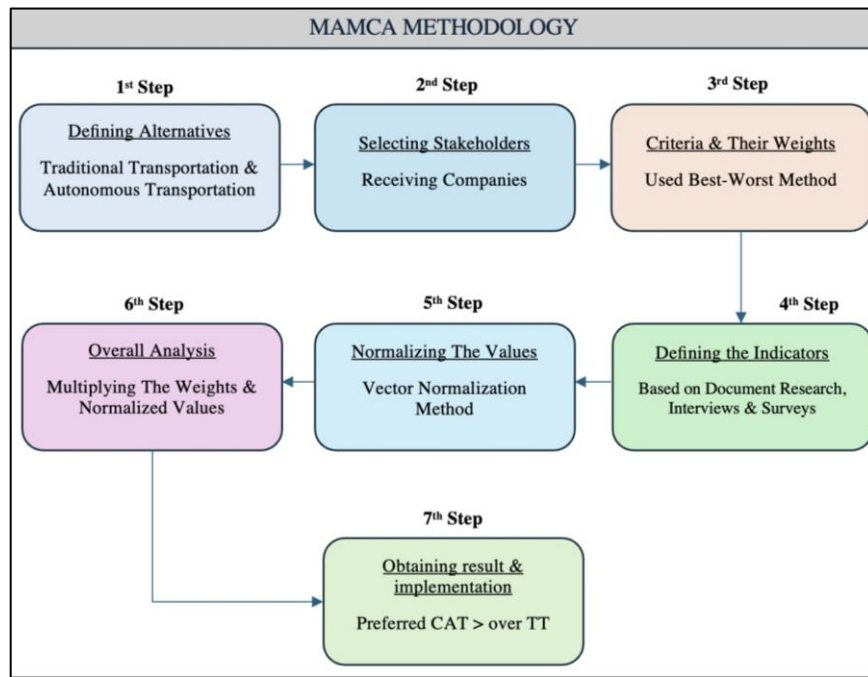 MAMCA METHODOLOGY
1st Step
Defining Alternatives
Traditional Transportation &
Autonomous Transportation
2nd Step
Selecting Stakeholders
Receiving Companies
3rd Step
Criteria & Their Weights
Used Best-Worst Method
4th Step
Defining the Indicators
Based on Document Research,
Interviews & Surveys
5th Step
Normalizing The Values
Vector Normalization
Method
6th Step
Overall Analysis
Multiplying The Weights &
Normalized Values
7th Step
Obtaining result &
implementation
Preferred CAT > over TT